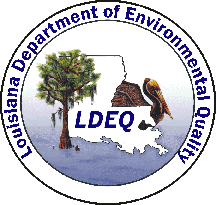 Louisiana Department of Environmental Quality
LDEQ